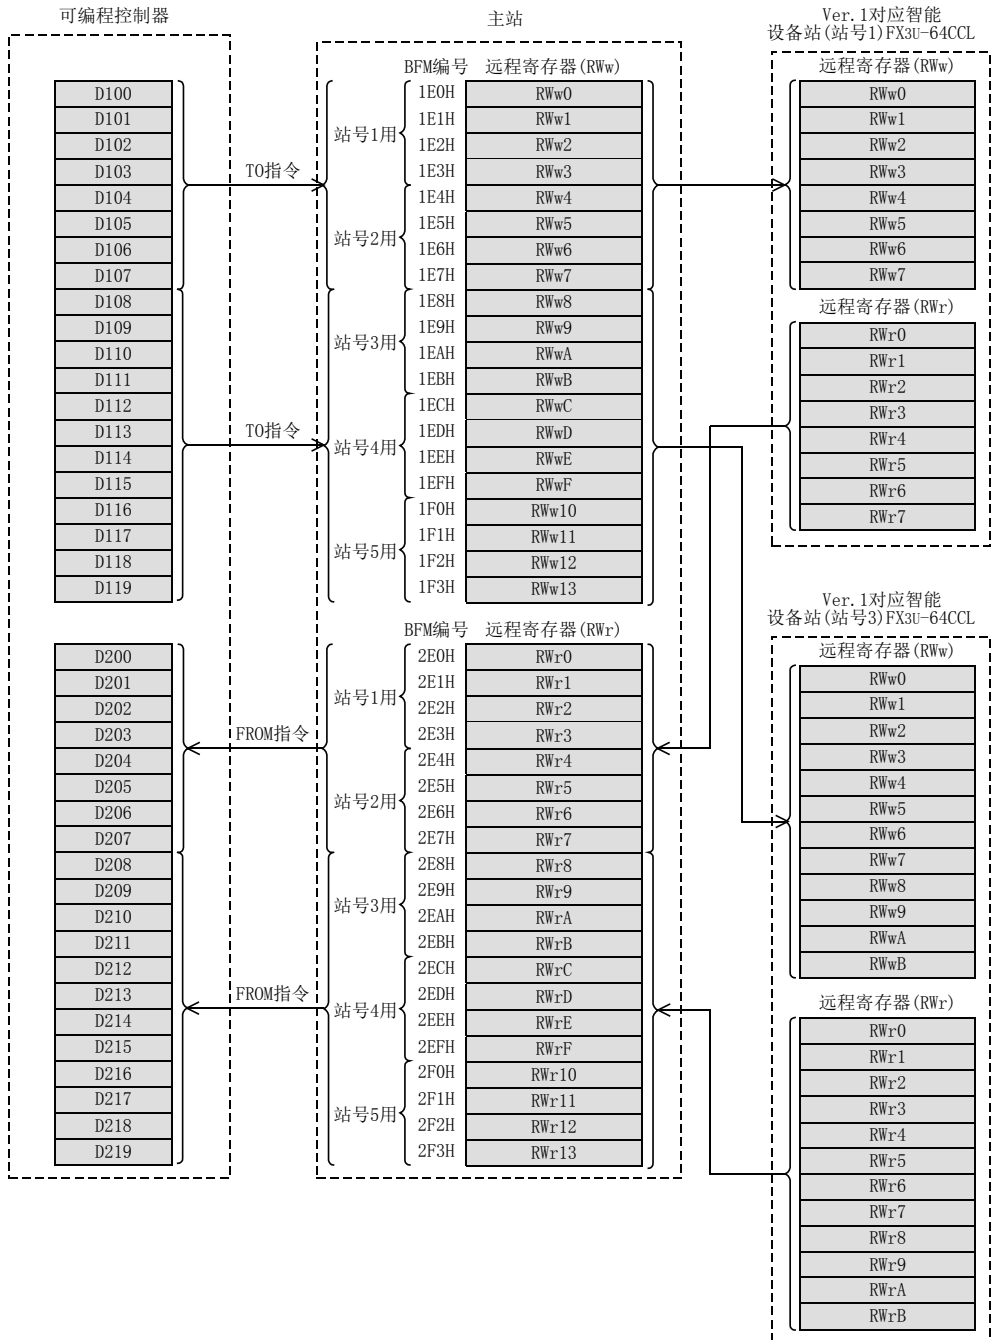 可编程控制器
D100
D101
D102
D103
D104
D105
D106
D107
D108
D109
D110
D111
D112
D113
D114
D115
D116
D117
D118
D119
D200
D201
D202
D203
D204
D205
D206
D207
D208
D209
D210
D211
D212
D213
D214
D215
D216
D217
D218
D219
TO指令
TO指令
FROM指令
FROM指令
主站
BFM编号 远程寄存器(RWw)
站号1用
1E0H RWw0
1E1H RWw1
1E2H RWw2
1E3H RWw3
站号2用
1E4H RWw4
1E5H RWw5
1E6H RWw6
1E7H RWw7
站号3用
1E8H RWw8
1E9H RWw9
1EAH RWwA
1EBH RWwB
站号4用
1ECH RWwC
1EDH RWwD
1EEH RWwE
1EFH RWwF
站号5用
1F0H RWw10
1F1H RWw11
1F2H RWw12
1F3H RWw13
BFM编号 远程寄存器(RWr)
站号1用
2E0H RWr0
2E1H RWr1
2E2H RWr2
2E3H RWr3
站号2用
2E4H RWr4
2E5H RWr5
2E6H RWr6
2E7H RWr7
站号3用
2E8H RWr8
2E9H RWr9
2EAH RWrA
2EBH RWrB
站号4用
2ECH RWrC
2EDH RWrD
2EEH RWrE
2EFH RWrF
站号5用
2F0H RWr10
2F1H RWr11
2F2H RWr12
2F3H RWr13
Ver.1对应智能
设备站(站号1)FX3U-64CCL
远程寄存器(RWw)
RWw0
RWw1
RWw2
RWw3
RWw4
RWw5
RWw6
RWw7
远程寄存器(RWr)
RWr0
RWr1
RWr2
RWr3
RWr4
RWr5
RWr6
RWr7
Ver.1对应智能
设备站(站号3)FX3U-64CCL
远程寄存器(RWw)
RWw0
RWw1
RWw2
RWw3
RWw4
RWw5
RWw6
RWw7
RWw8
RWw9
RWwA
RWwB
远程寄存器(RWr)
RWr0
RWr1
RWr2
RWr3
RWr4
RWr5
RWr6
RWr7
RWr8
RWr9
RWrA
RWrB